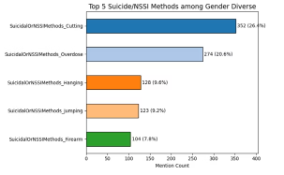 Top 5 Suicide/NSSI Methods among Gender Diverse
SuicidalOrNSSIMethods_Cutting
352 (26.4%)
SuicidalOrNSSIMethods_Overdose
274 (20.6%)
SuicidalOrNSSIMethods_Hanging
128 (9.6%)
SuicidalOrNSSIMethods_Jumping
123 (9.2%)
SuicidalOrNSSIMethods_Firearm
104 (7.8%)
0 50 100 150 200 250 300 350 400
Mention Count